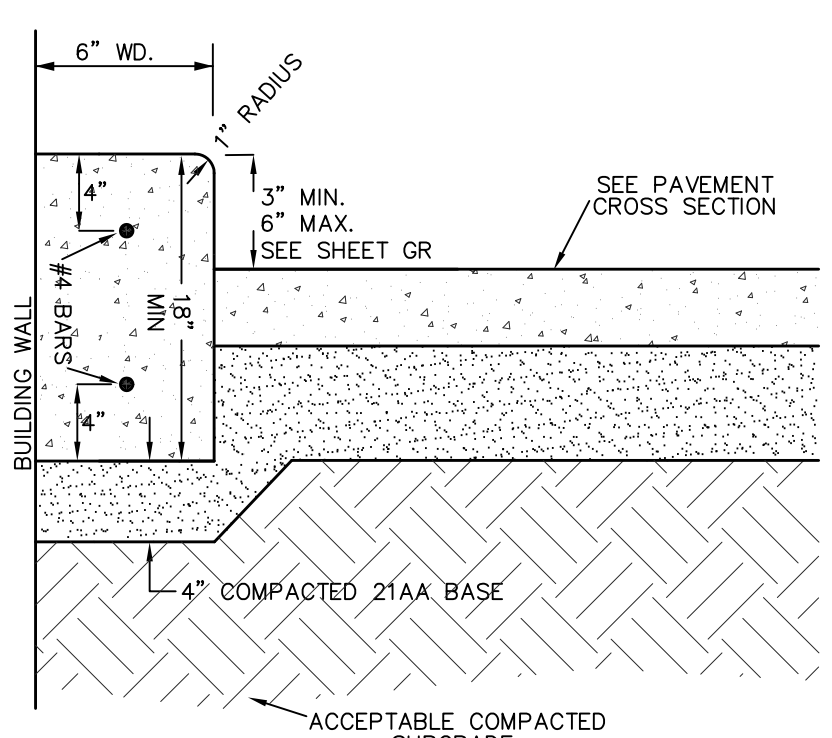 6" WD.
1" RADIUS
4"
3" MIN.
6" MAX.
SEE SHEET GR
SEE PAVEMENT
CROSS SECTION
#4 BARS
18"
MIN
BUILDING WALL
4"
4" COMPACTED 21AA BASE
ACCEPTABLE COMPACTED
SUBGRADE